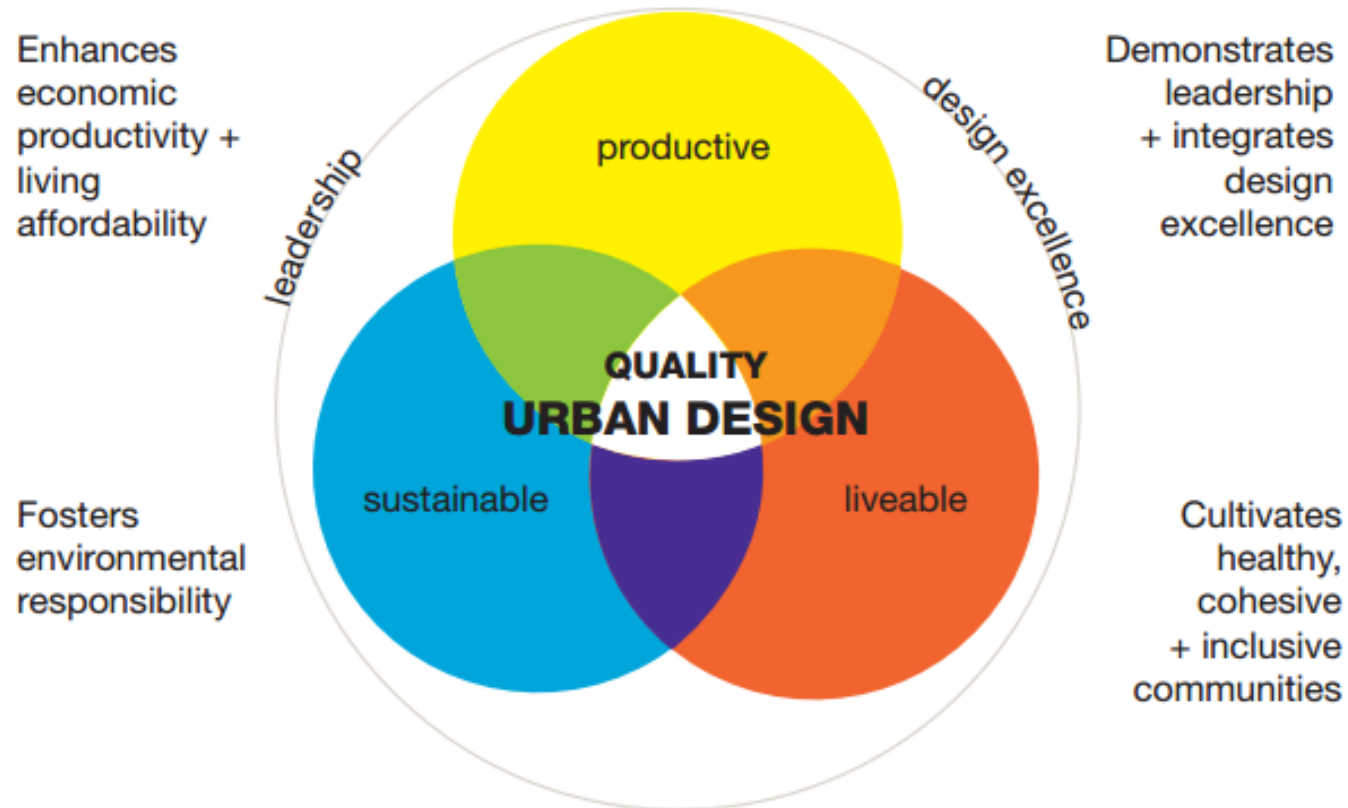 Enhances
economic
productivity +
living
affordability
Demonstrates
leadership
+ integrates
design
excellence
leadership
design excellence
productive
QUALITY
URBAN DESIGN
sustainable
liveable
Fosters
environmental
responsibility
Cultivates
healthy,
cohesive
+ inclusive
communities